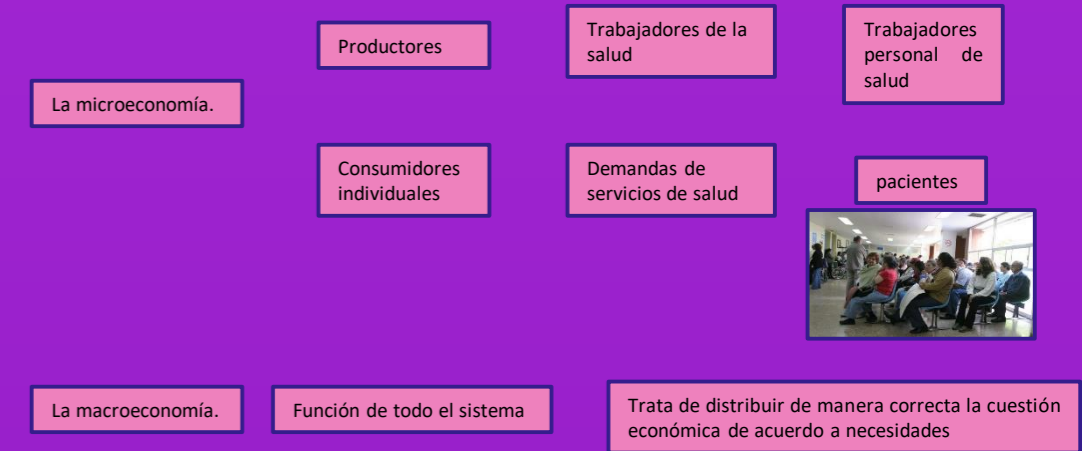 Productores
Trabajadores de la
salud
Trabajadores
personal de
salud
La microeconomía.
Consumidores
individuales
Demandas de
servicios de salud
pacientes
La macroeconomía.
Función de todo el sistema
Trata de distribuir de manera correcta la cuestión
económica de acuerdo a necesidades